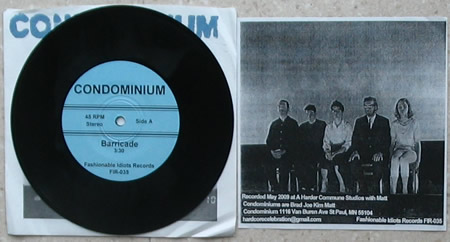 CONDOMINIUM
CONDOMINIUM
45 RPM
Stereo
Side A
Barricade
3:30
Fashionable Idiots Records
FIR-035
Recorded May 2009 at A Harder Commune Studios with Matt
Condominiums are Brad Joe Kim Matt
Condominium 1116 Van Buren Ave St Paul, MN 55104
hardcorecelebration@gmail.com
Fashionable Idiots Records FIR-035